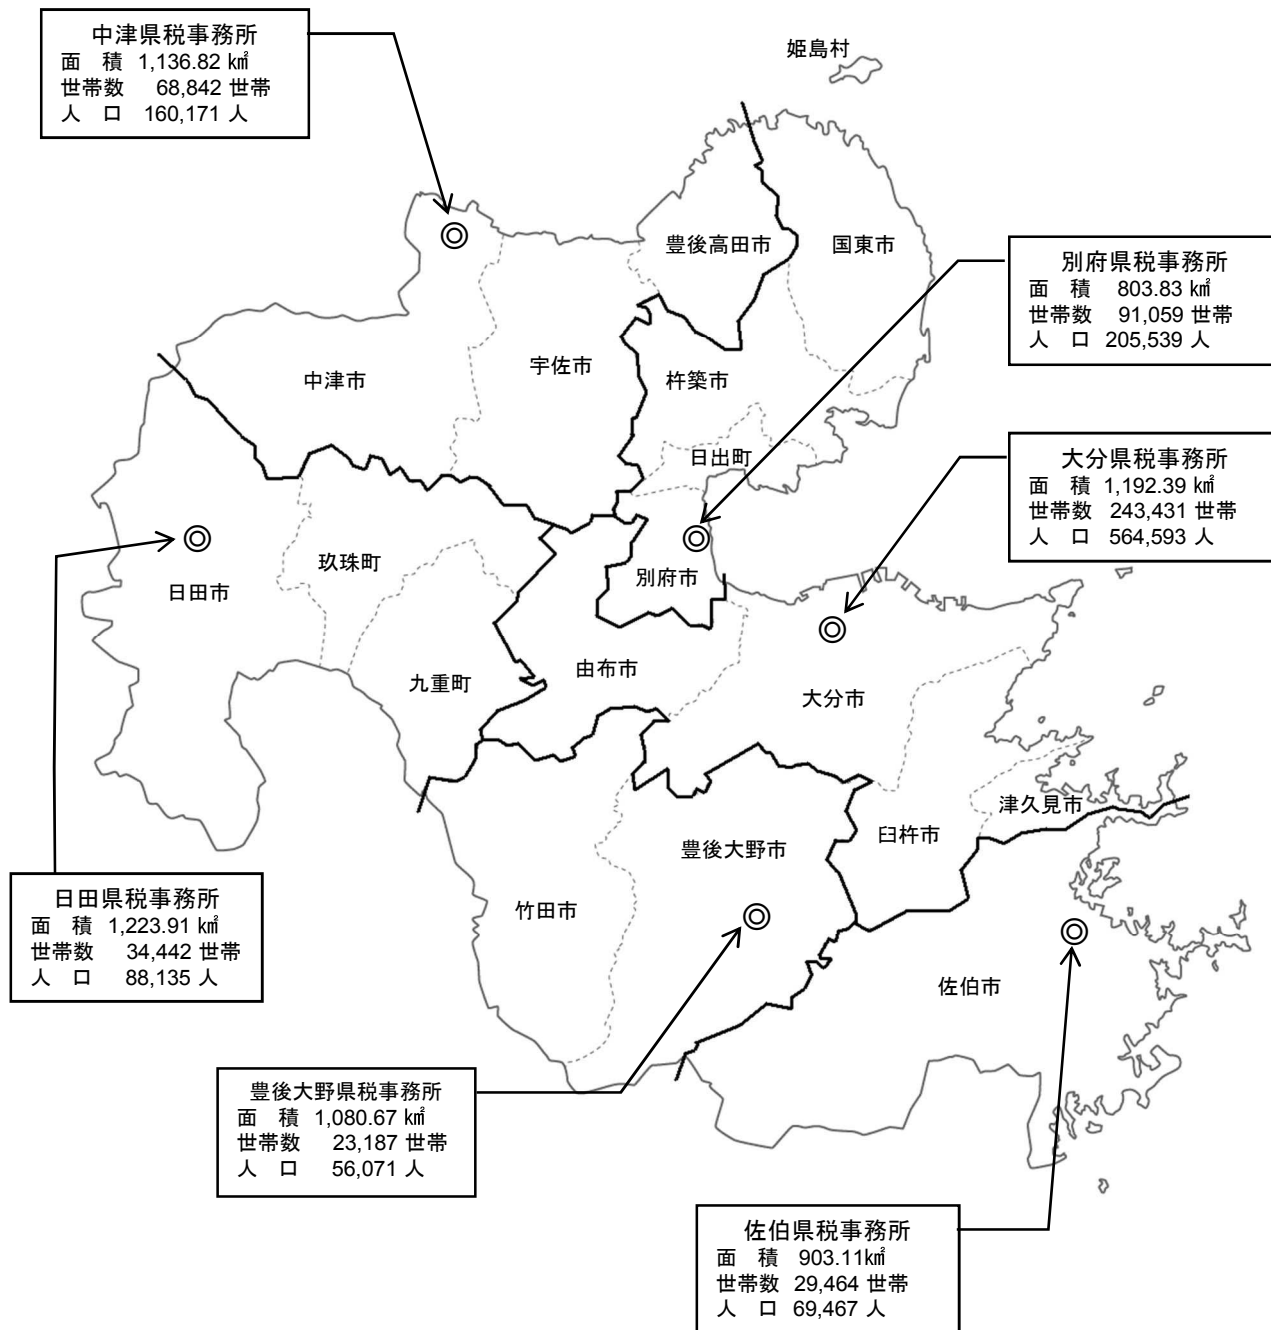 中津県税事務所
面 積 1,136.82 ㎢
世帯数 68,842 世帯
人 口 160,171 人
姫島村
豊後高田市
国東市
別府県税事務所
面 積 803.83 ㎢
世帯数 91,059 世帯
人 口 205,539 人
中津市
宇佐市
杵築市
日出町
大分県税事務所
面 積 1,192.39 ㎢
世帯数 243,431 世帯
人 口 564,593 人
日田市
玖珠町
別府市
九重町
由布市
大分市
津久見市
臼杵市
豊後大野市
竹田市
佐伯市
日田県税事務所
面 積 1,223.91 ㎢
世帯数 34,442 世帯
人 口 88,135 人
豊後大野県税事務所
面 積 1,080.67 ㎢
世帯数 23,187 世帯
人 口 56,071 人
佐伯県税事務所
面 積 903.11㎢
世帯数 29,464 世帯
人 口 69,467 人